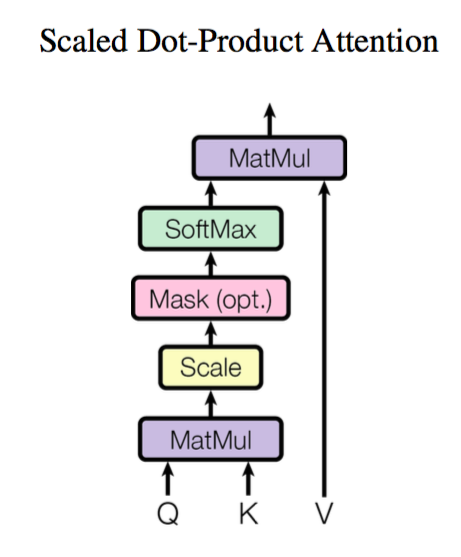 Scaled Dot-Product Attention
MatMul
SoftMax
Mask (opt.)
Scale
MatMul
Q K V